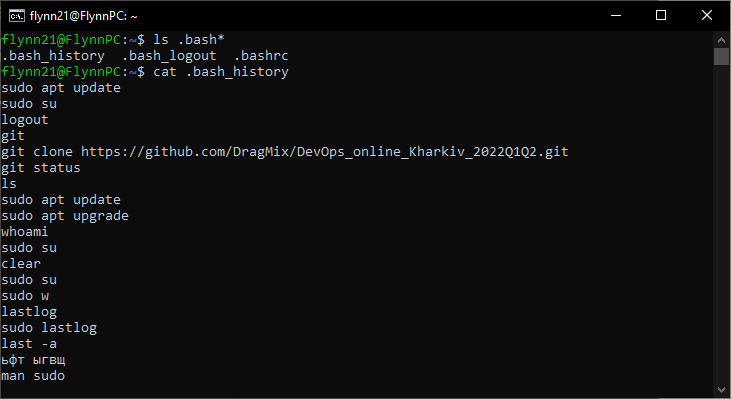 flynn21@FlynnPC: ~
flynn21@FlynnPC:~$ ls .bash*
.bash_history  .bash_logout  .bashrc
flynn21@FlynnPC:~$ cat .bash_history
sudo apt update
sudo su
logout
git
git clone https://github.com/DragMix/DevOps_online_Kharkiv_2022Q1Q2.git
git status
ls
sudo apt update
sudo apt upgrade
whoami
sudo su
clear
sudo su
sudo w
lastlog
sudo lastlog
last -a
ьфт ыгвщ
man sudo